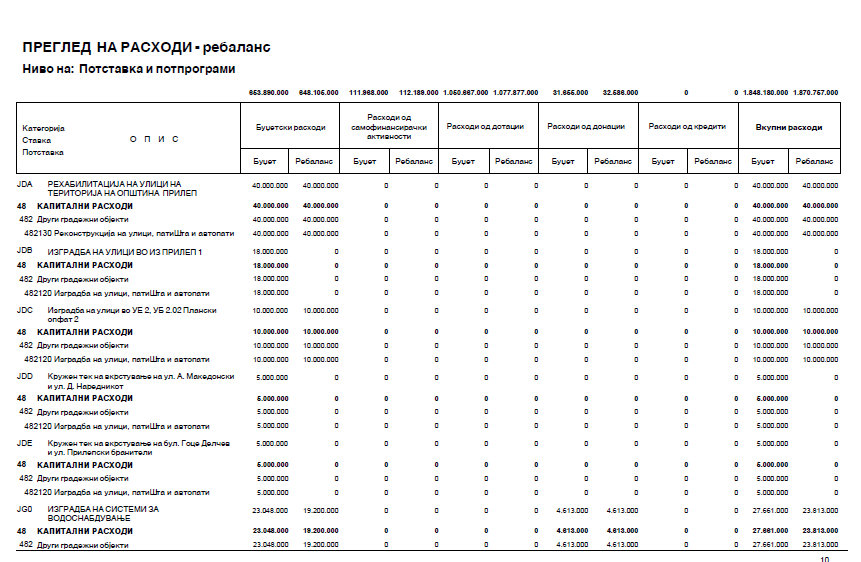 ПРЕГЛЕД НА РАСХОДИ - ребаланс
Ниво на: Потставка и потпрограми
653.890.000 648.105.000 111.968.000 112.189.000 1.050.667.000 1.077.877.000 31.655.000 32.586.000 0 0 1.848.180.000 1.870.757.000
Категорија
Ставка
Потставка
О П И С
Буџетски расходи
Расходи од
самофинансирачки
активности
Расходи од дотации
Расходи од донации
Расходи од кредити
Вкупни расходи
Буџет Ребаланс Буџет Ребаланс Буџет Ребаланс Буџет Ребаланс Буџет Ребаланс Буџет Ребаланс
JDA РЕХАБИЛИТАЦИЈА НА УЛИЦИ НА 40.000.000 40.000.000 0 0 0 0 0 0 0 0 40.000.000 40.000.000
ТЕРИТОРИЈА НА ОПШТИНА ПРИЛЕП
48 КАПИТАЛНИ РАСХОДИ 40.000.000 40.000.000 0 0 0 0 0 0 0 0 40.000.000 40.000.000
482 Други градежни објекти 40.000.000 40.000.000 0 0 0 0 0 0 0 0 40.000.000 40.000.000
482130 Реконструкција на улици, патиШта и автопати 40.000.000 40.000.000 0 0 0 0 0 0 0 0 40.000.000 40.000.000
JDB ИЗГРАДБА НА УЛИЦИ ВО ИЗ ПРИЛЕП 1 18.000.000 0 0 0 0 0 0 0 0 0 18.000.000 0
48 КАПИТАЛНИ РАСХОДИ 18.000.000 0 0 0 0 0 0 0 0 0 18.000.000 0
482 Други градежни објекти 18.000.000 0 0 0 0 0 0 0 0 0 18.000.000 0
482120 Изградба на улици, патиШта и автопати 18.000.000 0 0 0 0 0 0 0 0 0 18.000.000 0
JDC Изградба на улици во УЕ 2, УБ 2.02 Плански 10.000.000 10.000.000 0 0 0 0 0 0 0 0 10.000.000 10.000.000
опфат 2
48 КАПИТАЛНИ РАСХОДИ 10.000.000 10.000.000 0 0 0 0 0 0 0 0 10.000.000 10.000.000
482 Други градежни објекти 10.000.000 10.000.000 0 0 0 0 0 0 0 0 10.000.000 10.000.000
482120 Изградба на улици, патиШта и автопати 10.000.000 10.000.000 0 0 0 0 0 0 0 0 10.000.000 10.000.000
JDD Кружен тек на вкрстување на ул. А. Македонски 5.000.000 0 0 0 0 0 0 0 0 0 5.000.000 0
и ул. Д. Наредникот
48 КАПИТАЛНИ РАСХОДИ 5.000.000 0 0 0 0 0 0 0 0 0 5.000.000 0
482 Други градежни објекти 5.000.000 0 0 0 0 0 0 0 0 0 5.000.000 0
482120 Изградба на улици, патиШта и автопати 5.000.000 0 0 0 0 0 0 0 0 0 5.000.000 0
JDE Кружен тек на вкрстување на бул. Гоце Делчев 5.000.000 0 0 0 0 0 0 0 0 0 5.000.000 0
и ул. Прилепски бранители
48 КАПИТАЛНИ РАСХОДИ 5.000.000 0 0 0 0 0 0 0 0 0 5.000.000 0
482 Други градежни објекти 5.000.000 0 0 0 0 0 0 0 0 0 5.000.000 0
482120 Изградба на улици, патиШта и автопати 5.000.000 0 0 0 0 0 0 0 0 0 5.000.000 0
JG0 ИЗГРАДБА НА СИСТЕМИ ЗА 23.048.000 19.200.000 0 0 0 0 4.613.000 4.613.000 0 0 27.661.000 23.813.000
ВОДОСНАБДУВАЊЕ
48 КАПИТАЛНИ РАСХОДИ 23.048.000 19.200.000 0 0 0 0 4.613.000 4.613.000 0 0 27.661.000 23.813.000
482 Други градежни објекти 23.048.000 19.200.000 0 0 0 0 4.613.000 4.613.000 0 0 27.661.000 23.813.000
10